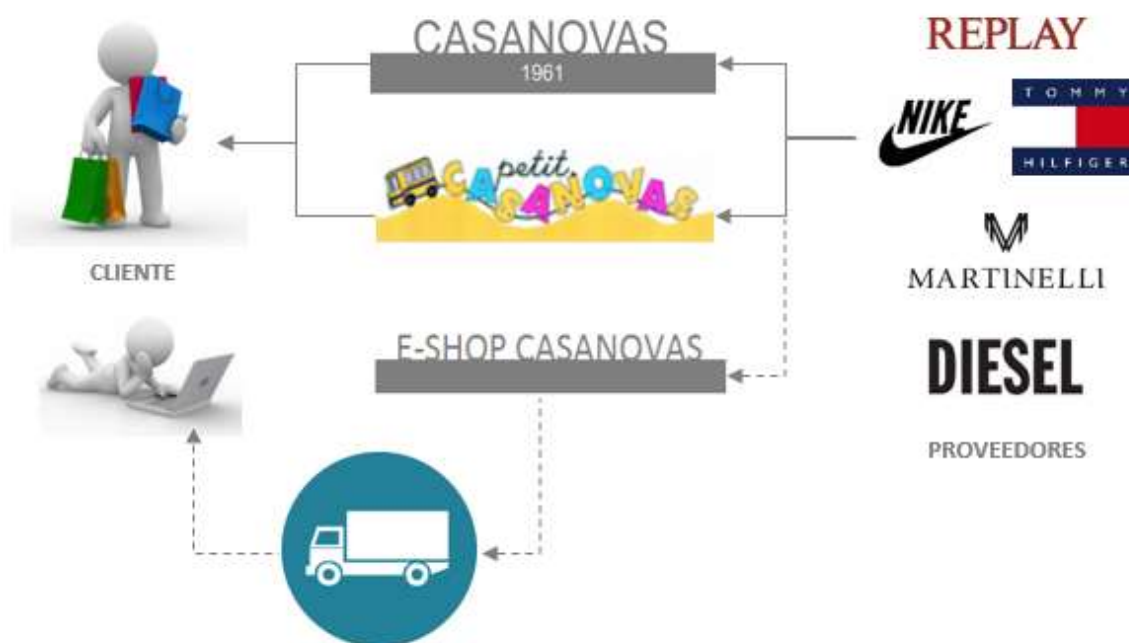 CASANOVAS
1961
petit
CASANOVAS
CLIENTE
E-SHOP CASANOVAS
REPLAY
NIKE
TOMMY
HILFIGER
MARTINELLI
DIESEL
PROVEEDORES